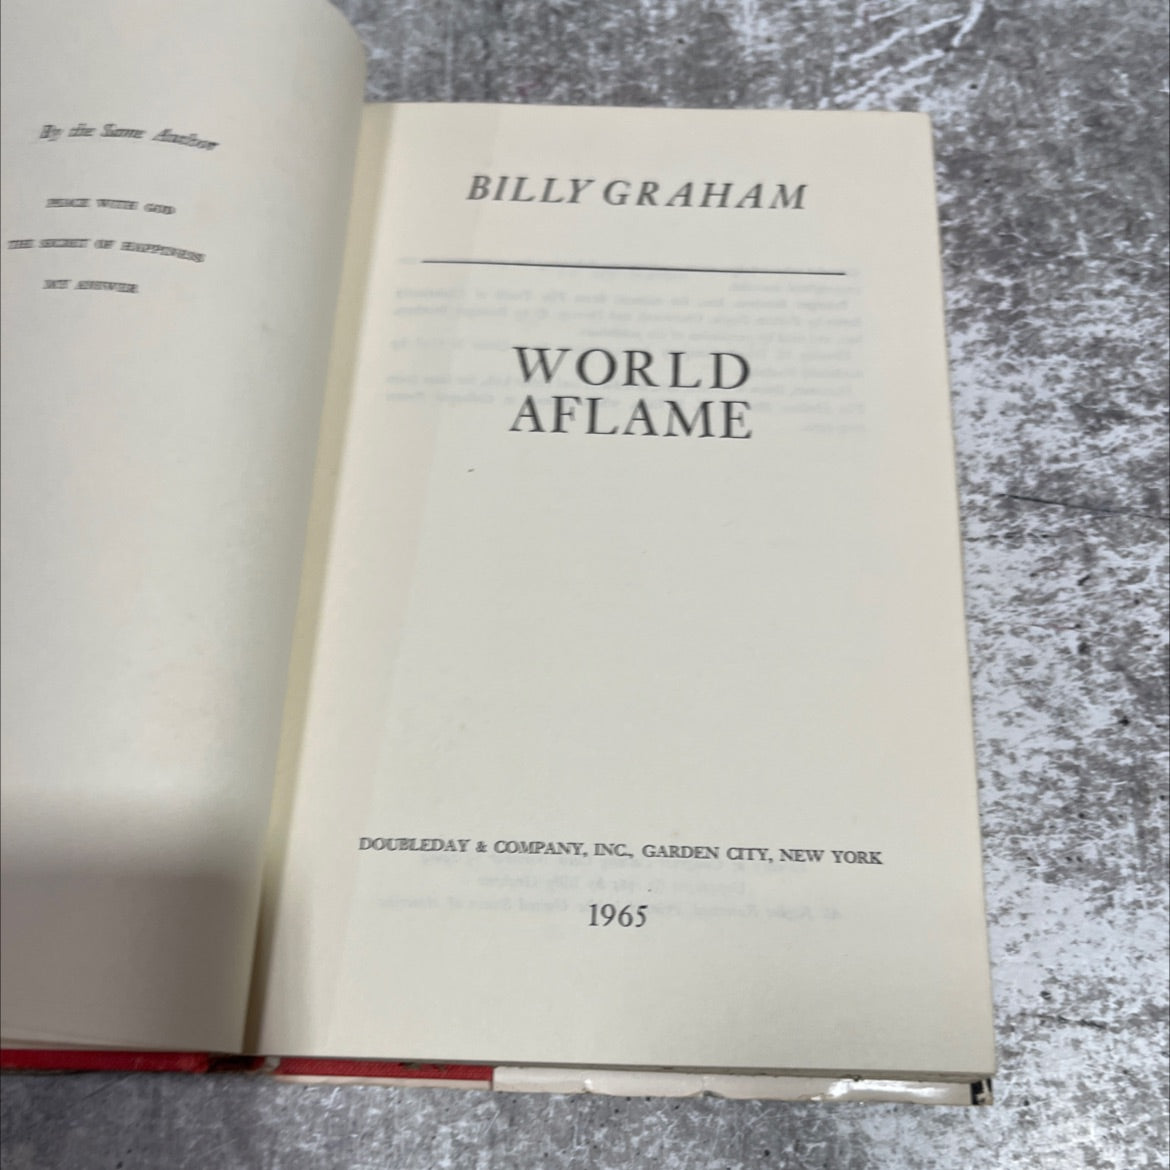 By the Same Author
PEACE WITH GOD
THE SECRET OF HAPPINESS
MY ANSWER
BILLY GRAHAM
WORLD
AFLAME
DOUBLEDAY & COMPANY, INC., GARDEN CITY, NEW YORK
1965